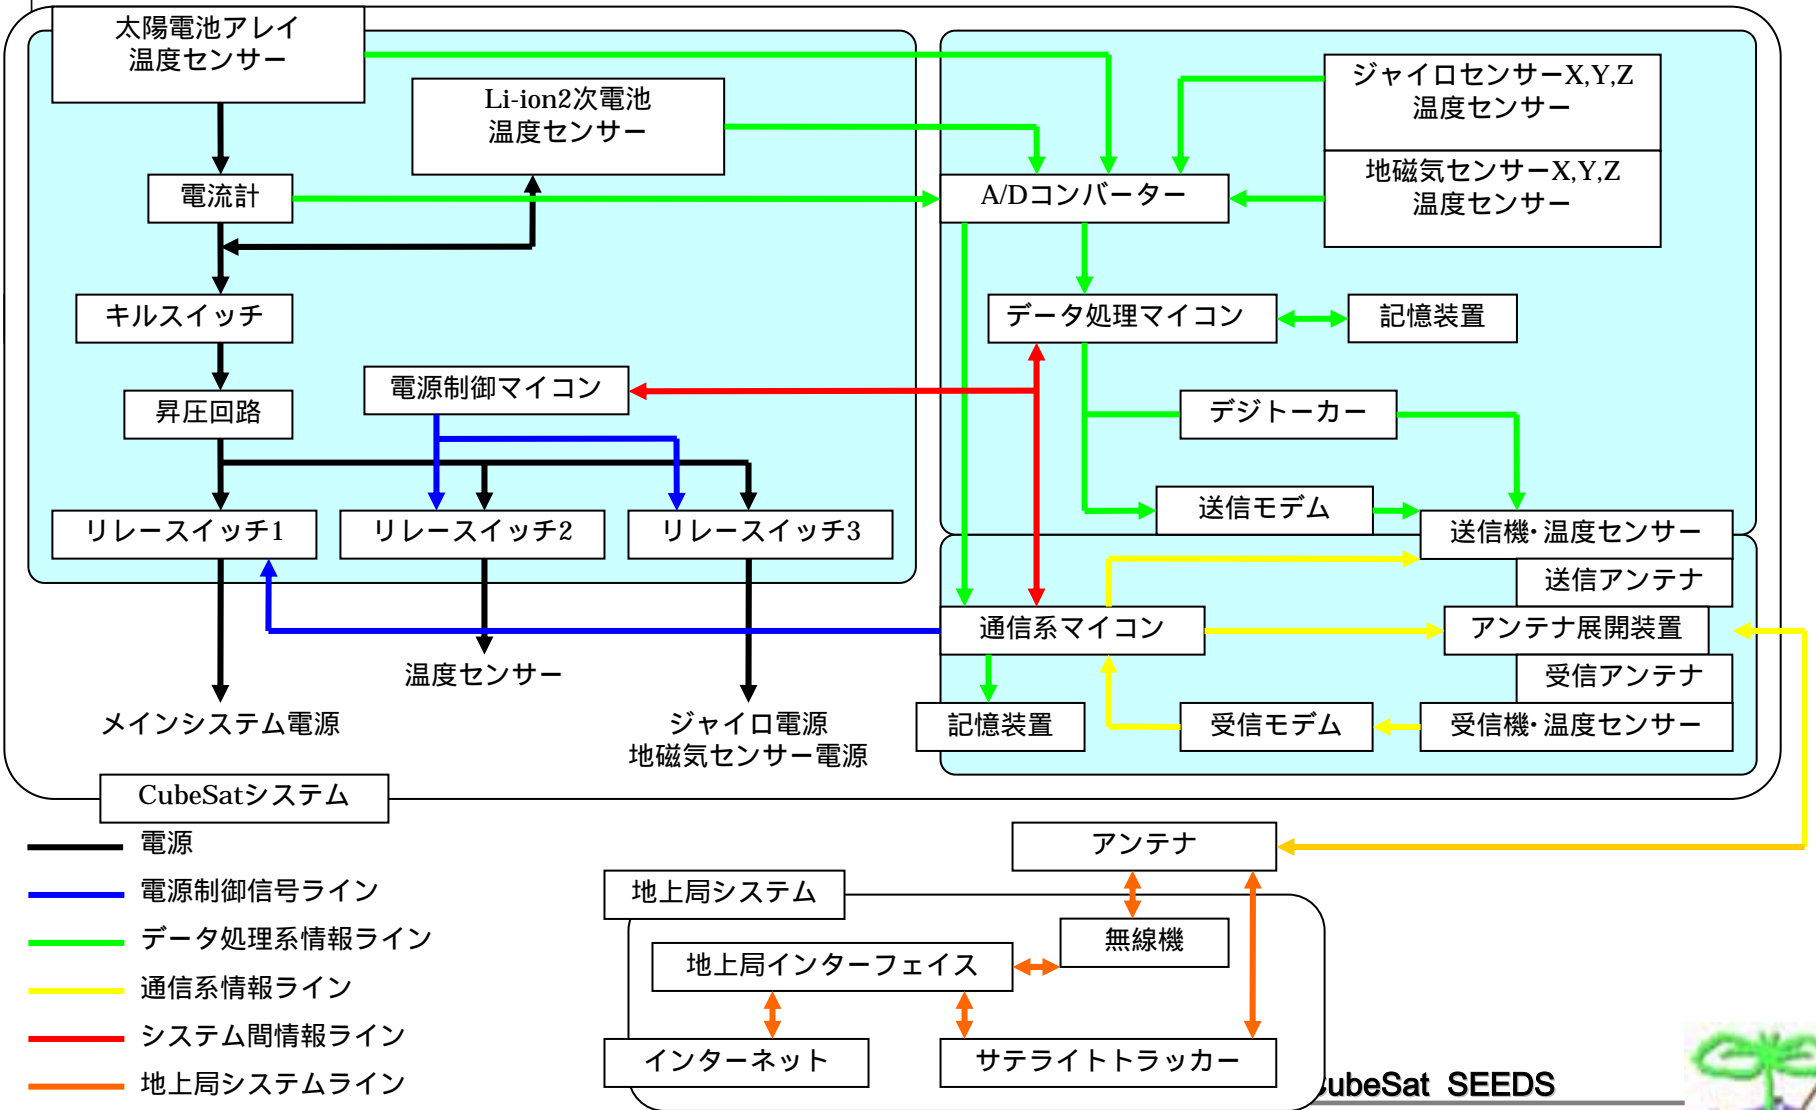 太陽電池アレイ
温度センサー
Li-ion2次電池
温度センサー
ジャイロセンサーX,Y,Z
温度センサー
地磁気センサーX,Y,Z
温度センサー
電流計
A/Dコンバーター
キルスイッチ
データ処理マイコン
記憶装置
電源制御マイコン
昇圧回路
デジトーカー
リレースイッチ1
リレースイッチ2
リレースイッチ3
送信モデム
送信機・温度センサー
送信アンテナ
通信系マイコン
アンテナ展開装置
温度センサー
受信アンテナ
メインシステム電源
ジャイロ電源
地磁気センサー電源
記憶装置
受信モデム
受信機・温度センサー
CubeSatシステム
電源
電源制御信号ライン
データ処理系情報ライン
通信系情報ライン
システム間情報ライン
地上局システムライン
アンテナ
地上局システム
無線機
地上局インターフェイス
インターネット
サテライトトラッカー
CubeSat SEEDS